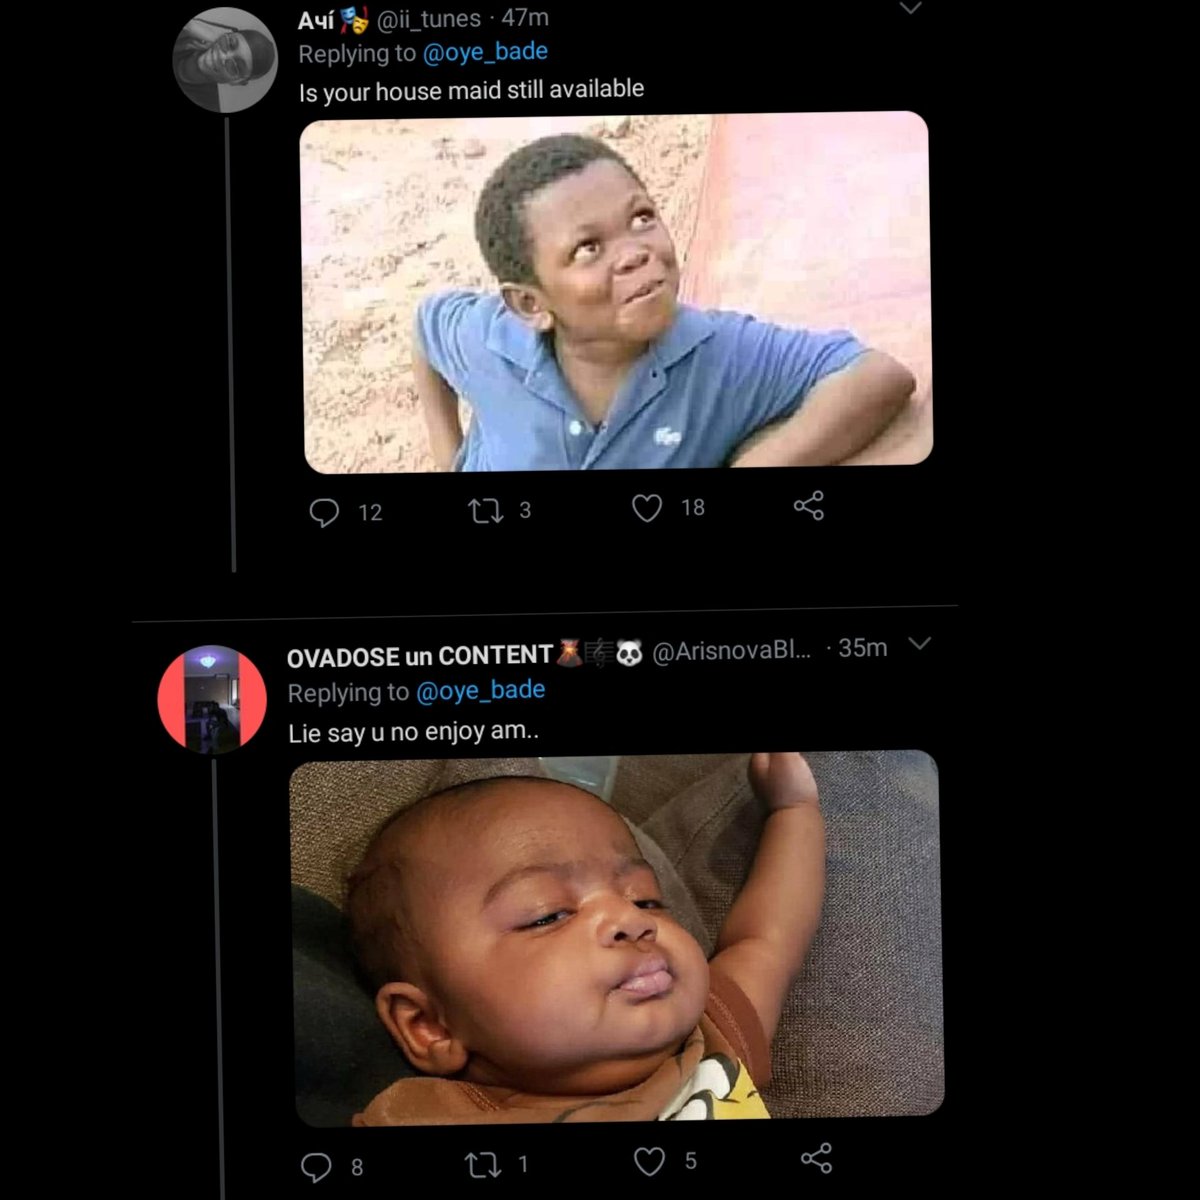 Ачí🎭 @ii_tunes · 47m
Replying to @oye_bade
Is your house maid still available
12 3 18
OVADOSE un CONTENT🌋🎼🐼 @ArisnovaBl... · 35m
Replying to @oye_bade
Lie say u no enjoy am..
8 1 5